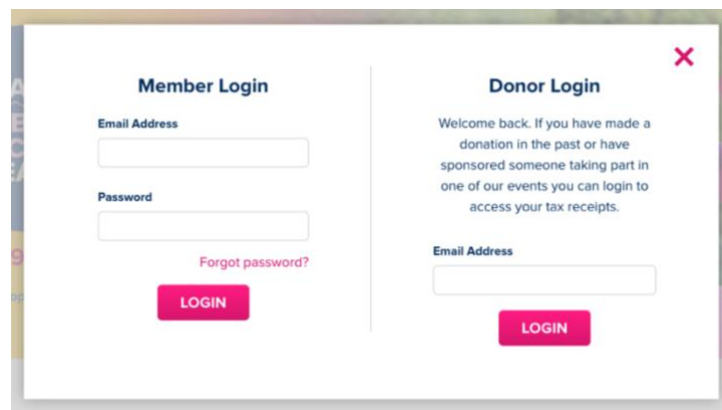 Member Login
Email Address
Password
Forgot password?
LOGIN
Donor Login
Welcome back. If you have made a
donation in the past or have
sponsored someone taking part in
one of our events you can login to
access your tax receipts.
Email Address
LOGIN